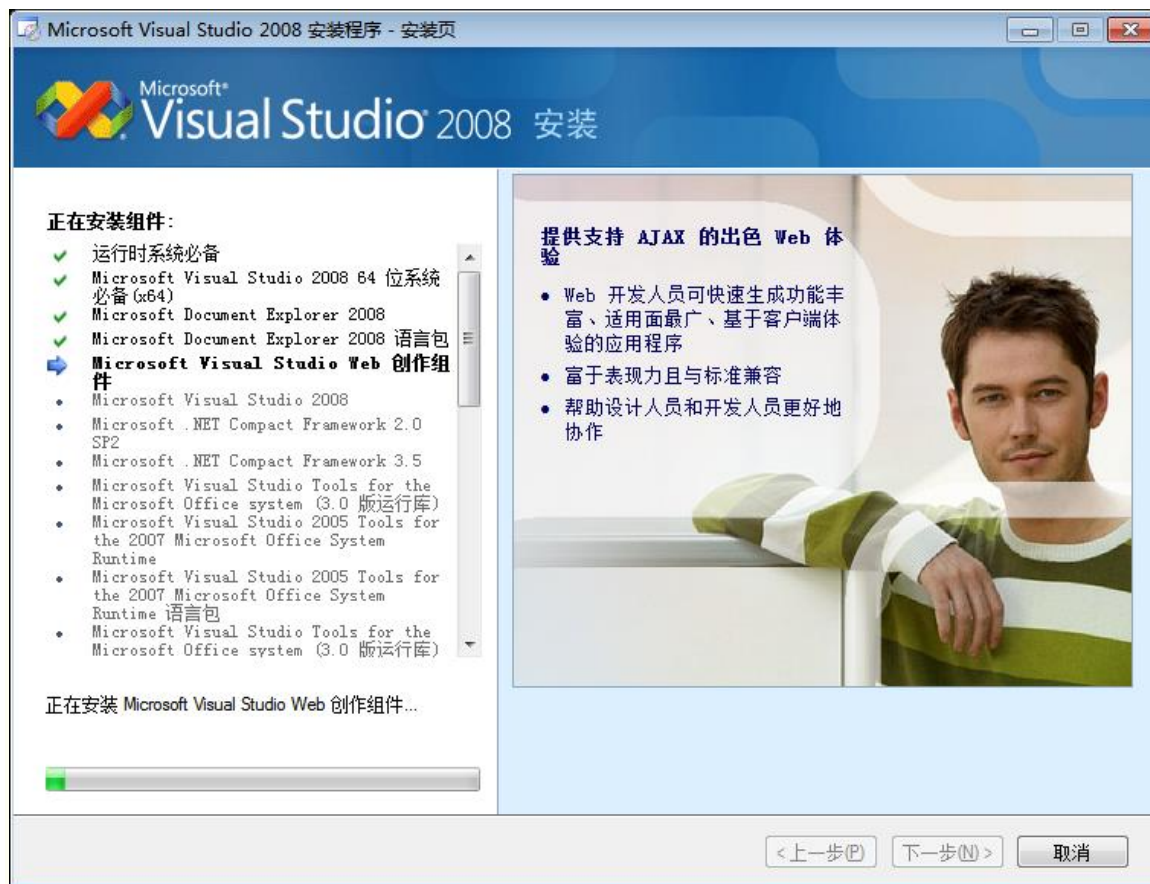 Microsoft Visual Studio 2008 安装程序 - 安装页
Microsoft®
Visual Studio® 2008 安装
正在安装组件:
运行时系统必备
Microsoft Visual Studio 2008 64 位系统
必备(x64)
Microsoft Document Explorer 2008
Microsoft Document Explorer 2008 语言包
Microsoft Visual Studio Web 创作组
件
Microsoft Visual Studio 2008
Microsoft .NET Compact Framework 2.0
SP2
Microsoft .NET Compact Framework 3.5
Microsoft Visual Studio Tools for the
Microsoft Office system (3.0 版运行库)
Microsoft Visual Studio 2005 Tools for
the 2007 Microsoft Office System
Runtime
Microsoft Visual Studio 2005 Tools for
the 2007 Microsoft Office System
Runtime 语言包
Microsoft Visual Studio Tools for the
Microsoft Office system (3.0 版运行库)
正在安装 Microsoft Visual Studio Web 创作组件...
提供支持 AJAX 的出色 Web 体
验
• Web 开发人员可快速生成功能丰
富、适用面最广、基于客户端体
验的应用程序
• 富于表现力且与标准兼容
• 帮助设计人员和开发人员更好地
协作
<上一步(P)
下一步(N)>
取消